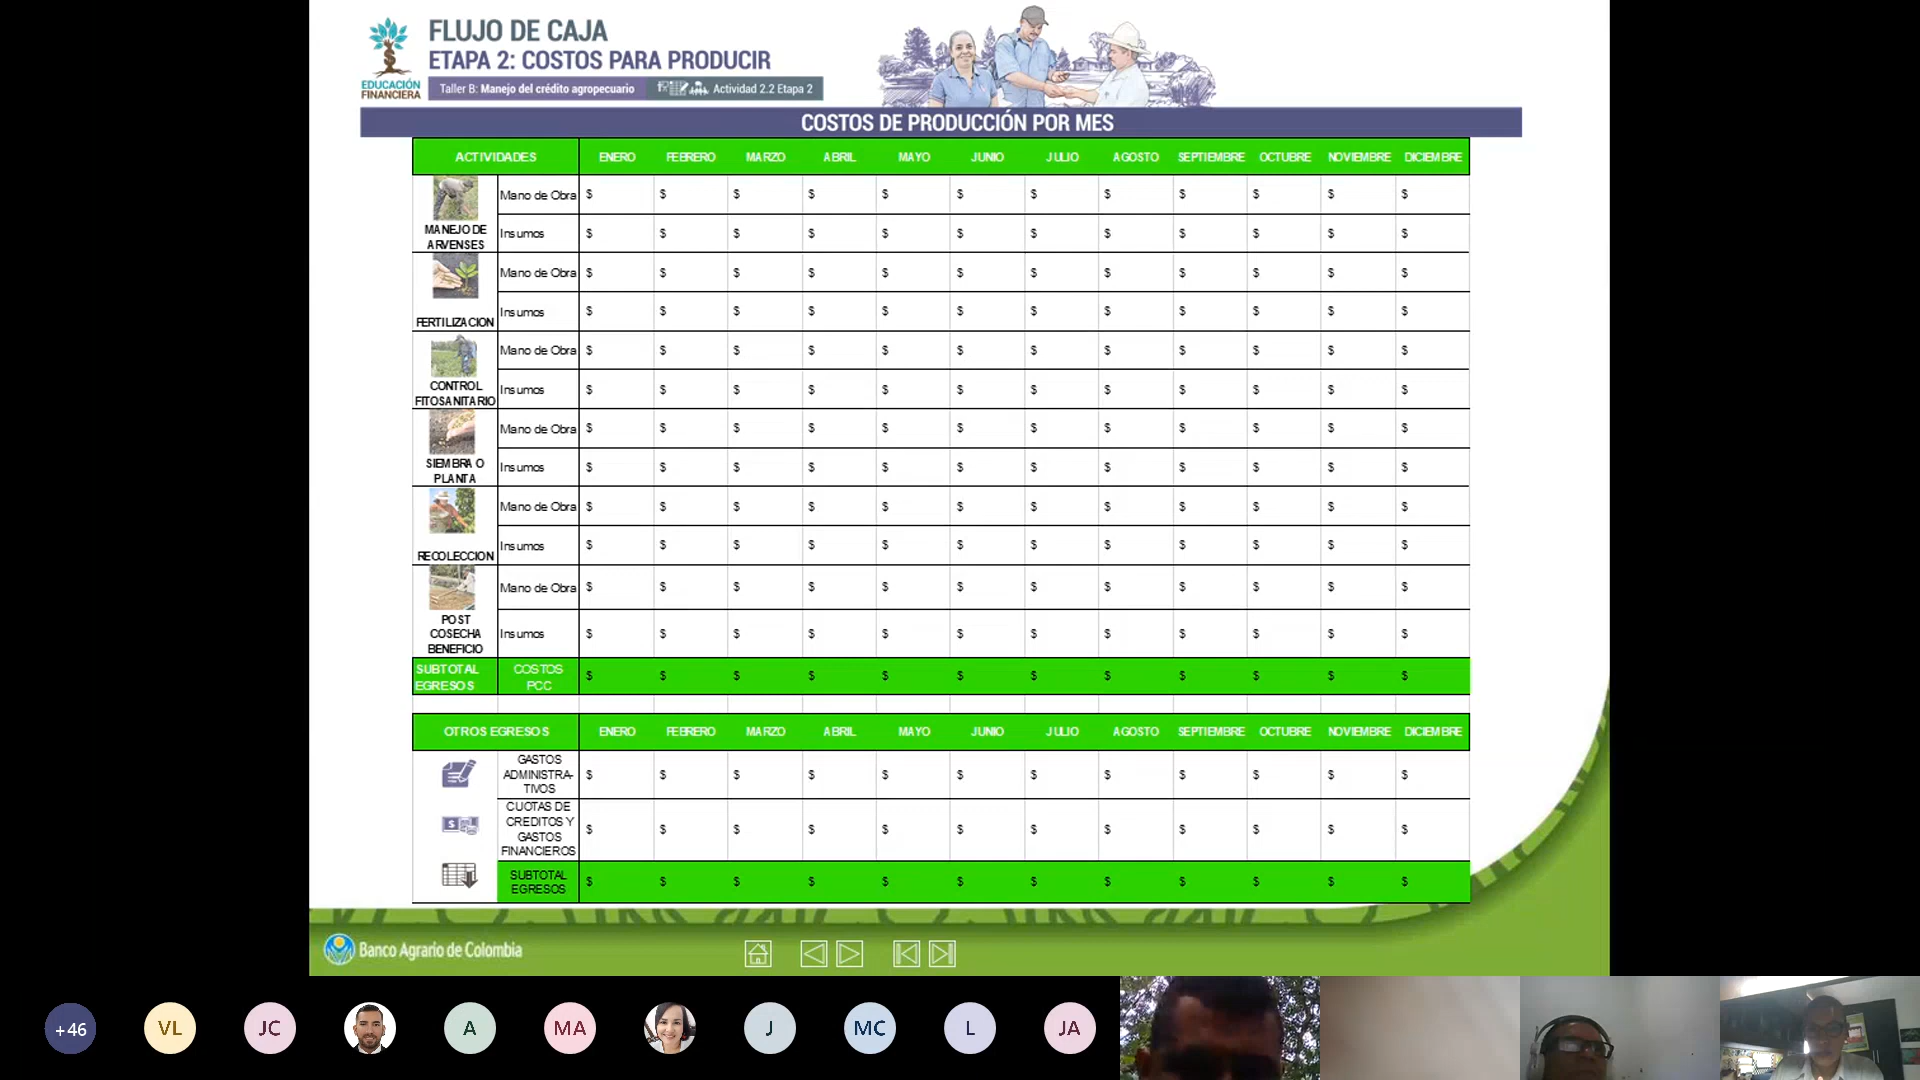 FLUJO DE CAJA
ETAPA 2: COSTOS PARA PRODUCIR
EDUCACIÓN
FINANCIERA
Taller B: Manejo del crédito agropecuario Actividad 2.2 Etapa 2
COSTOS DE PRODUCCIÓN POR MES
ACTIVIDADES ENERO FEBRERO MARZO ABRIL MAYO JUNIO JULIO AGOSTO SEPTIEMBRE OCTUBRE NOVIEMBRE DICIEMBRE
Mano de Obra $ $ $ $ $ $ $ $ $ $ $ $
MANEJO DE
ARVENSES
Insumos $ $ $ $ $ $ $ $ $ $ $ $
Mano de Obra $ $ $ $ $ $ $ $ $ $ $ $
FERTILIZACION
Insumos $ $ $ $ $ $ $ $ $ $ $ $
Mano de Obra $ $ $ $ $ $ $ $ $ $ $ $
CONTROL
FITOSANITARIO
Insumos $ $ $ $ $ $ $ $ $ $ $ $
Mano de Obra $ $ $ $ $ $ $ $ $ $ $ $
SIEMBRA O
PLANTA
Insumos $ $ $ $ $ $ $ $ $ $ $ $
Mano de Obra $ $ $ $ $ $ $ $ $ $ $ $
RECOLECCION
Insumos $ $ $ $ $ $ $ $ $ $ $ $
Mano de Obra $ $ $ $ $ $ $ $ $ $ $ $
POST
COSECHA
BENEFICIO
Insumos $ $ $ $ $ $ $ $ $ $ $ $
SUBTOTAL
EGRESOS
COSTOS
PCC
$ $ $ $ $ $ $ $ $ $ $ $
OTROS EGRESOS ENERO FEBRERO MARZO ABRIL MAYO JUNIO JULIO AGOSTO SEPTIEMBRE OCTUBRE NOVIEMBRE DICIEMBRE
GASTOS
ADMINISTRA-
TIVOS
$ $ $ $ $ $ $ $ $ $ $ $
CUOTAS DE
CREDITOS Y
GASTOS
FINANCIEROS
$ $ $ $ $ $ $ $ $ $ $ $
SUBTOTAL
EGRESOS
$ $ $ $ $ $ $ $ $ $ $ $
Banco Agrario de Colombia
+46 VL JC A MA J MC L JA